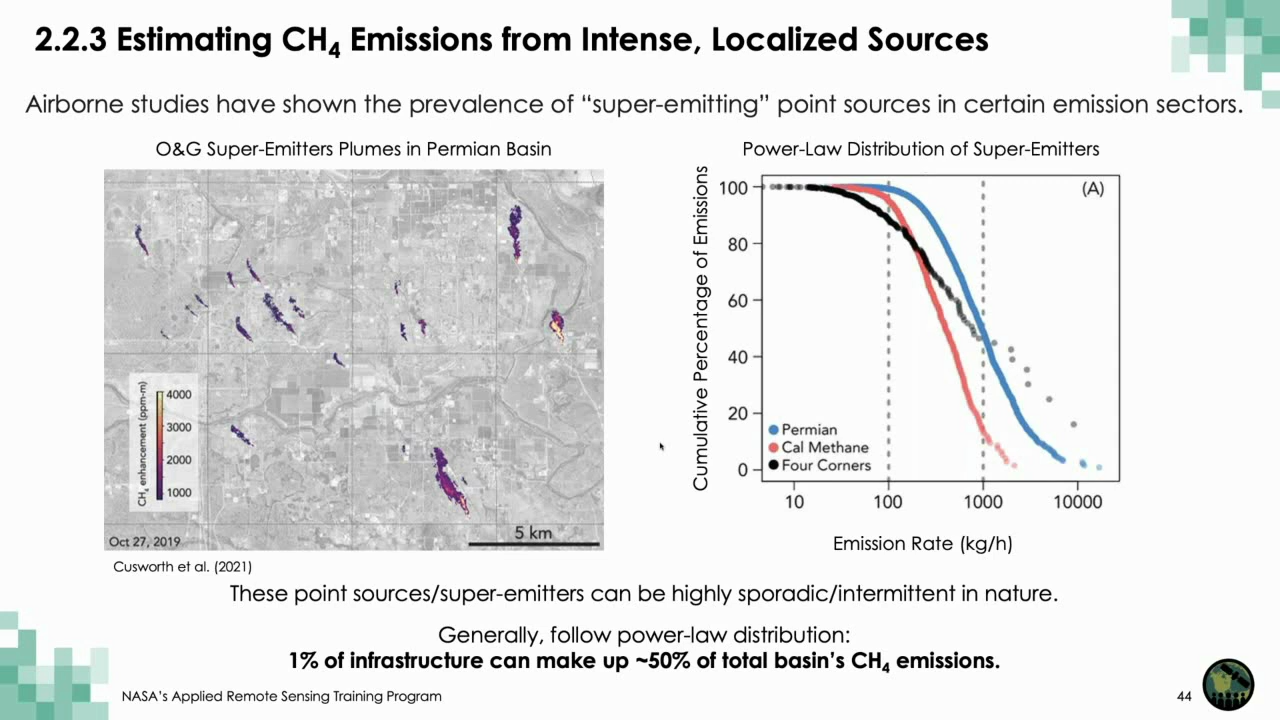 2.2.3 Estimating CH₄ Emissions from Intense, Localized Sources
Airborne studies have shown the prevalence of “super-emitting” point sources in certain emission sectors.
O&G Super-Emitters Plumes in Permian Basin
CH₄ enhancement (ppm-m)
4000
3000
2000
1000
Oct 27, 2019
5 km
Cusworth et al. (2021)
Power-Law Distribution of Super-Emitters
Cumulative Percentage of Emissions
100
80
60
40
20
0
(A)
Permian
Cal Methane
Four Corners
10
100
1000
10000
Emission Rate (kg/h)
These point sources/super-emitters can be highly sporadic/intermittent in nature.
Generally, follow power-law distribution:
1% of infrastructure can make up ~50% of total basin’s CH₄ emissions.
NASA’s Applied Remote Sensing Training Program
44